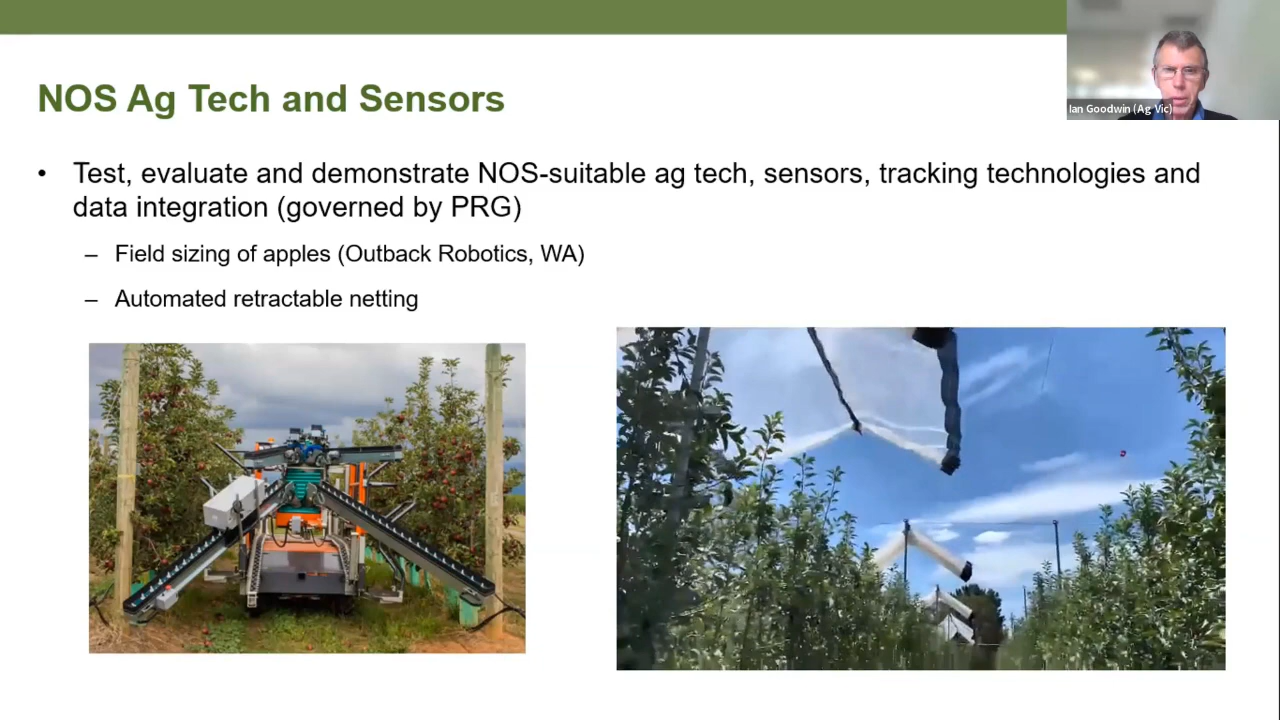 NOS Ag Tech and Sensors
Ian Goodwin (Ag Vic)
• Test, evaluate and demonstrate NOS-suitable ag tech, sensors, tracking technologies and
data integration (governed by PRG)
– Field sizing of apples (Outback Robotics, WA)
– Automated retractable netting